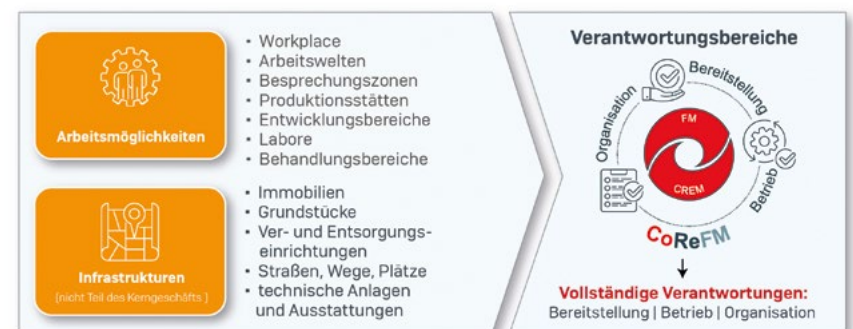 Arbeitsmöglichkeiten
• Workplace
• Arbeitswelten
• Besprechungszonen
• Produktionsstätten
• Entwicklungsbereiche
• Labore
• Behandlungsbereiche
Infrastrukturen
(nicht Teil des Kerngeschäfts )
• Immobilien
• Grundstücke
• Ver- und Entsorgungs-
einrichtungen
• Straßen, Wege, Plätze
• technische Anlagen
und Ausstattungen
Verantwortungsbereiche
Organisation
Bereitstellung
Betrieb
FM
CREM
CoReFM
Vollständige Verantwortungen:
Bereitstellung | Betrieb | Organisation